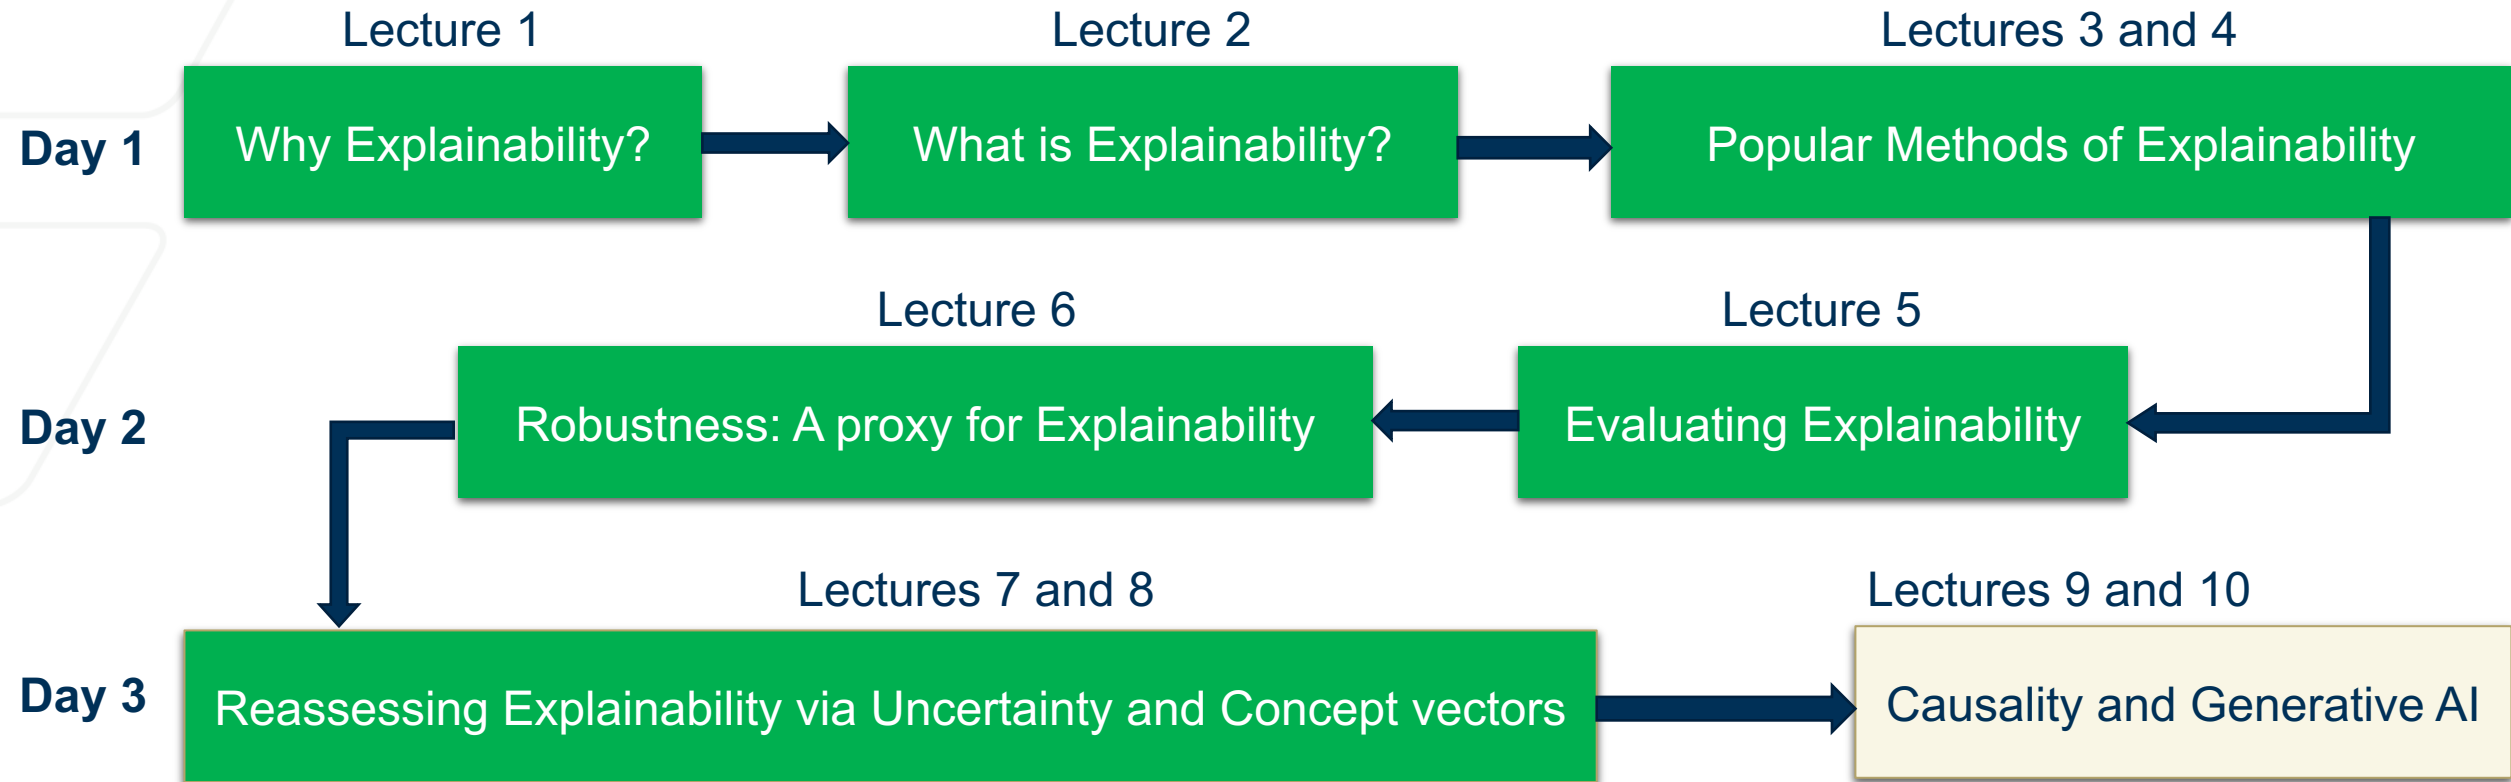 Lecture 1
Lecture 2
Lectures 3 and 4
Day 1
Why Explainability?
What is Explainability?
Popular Methods of Explainability
Lecture 6
Lecture 5
Day 2
Robustness: A proxy for Explainability
Evaluating Explainability
Lectures 7 and 8
Lectures 9 and 10
Day 3
Reassessing Explainability via Uncertainty and Concept vectors
Causality and Generative AI